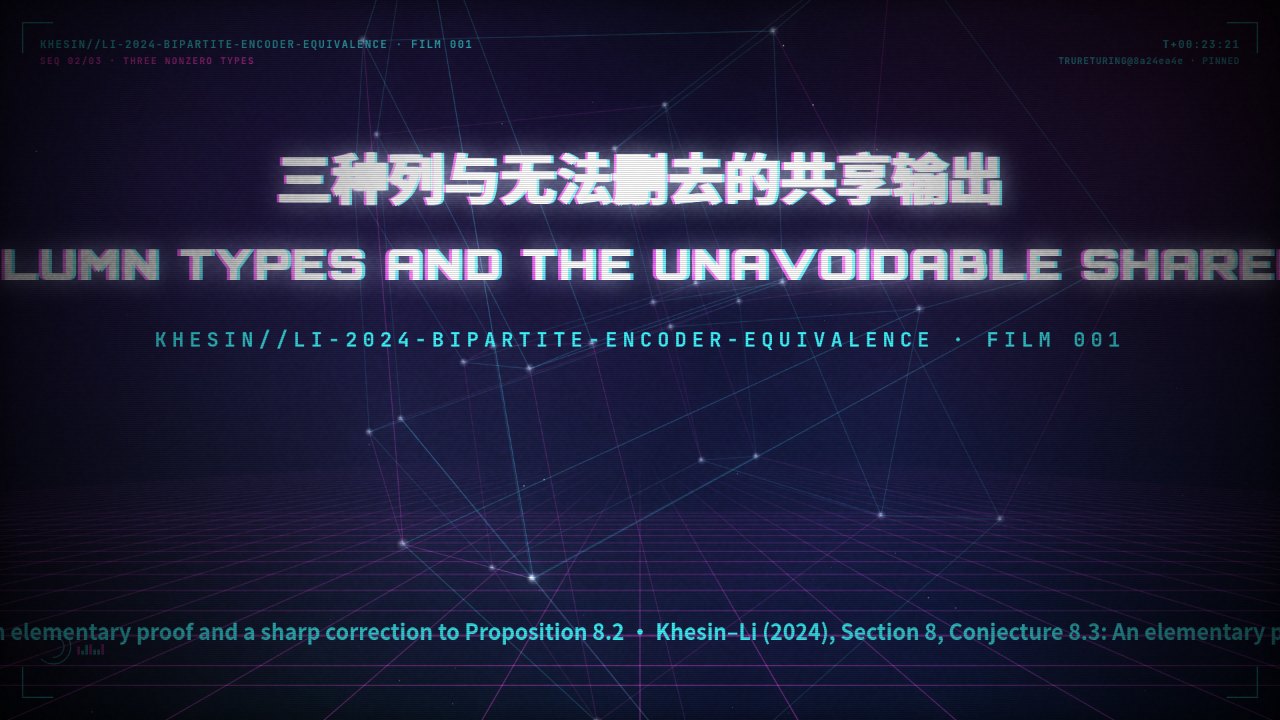 KHESIN//LI-2024-BIPARTITE-ENCODER-EQUIVALENCE · FILM 001
T+00:23:21
SEQ 02/03 · THREE NONZERO TYPES
TRURETURING@8a24ea4e · PINNED
三种列与无法删去的共享输出
LUMN TYPES AND THE UNAVOIDABLE SHARE
KHESIN//LI-2024-BIPARTITE-ENCODER-EQUIVALENCE · FILM 001
n elementary proof and a sharp correction to Proposition 8.2 • Khesin–Li (2024), Section 8, Conjecture 8.3: An elementary p